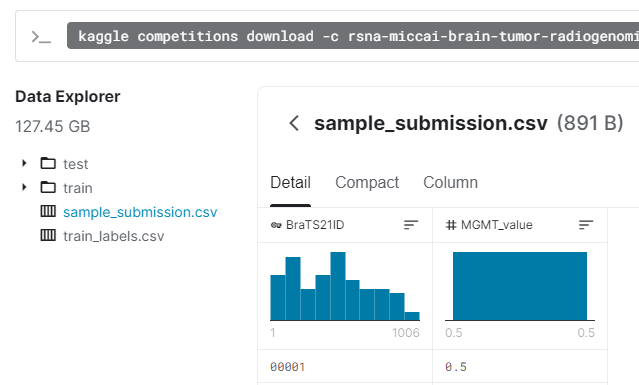 >_ kaggle competitions download -c rsna-miccai-brain-tumor-radiogenomi
Data Explorer
127.45 GB
test
train
sample_submission.csv
train_labels.csv
< sample_submission.csv (891 B)
Detail Compact Column
BraTS21ID # MGMT_value
1 1006 0.5 0.5
00001 0.5